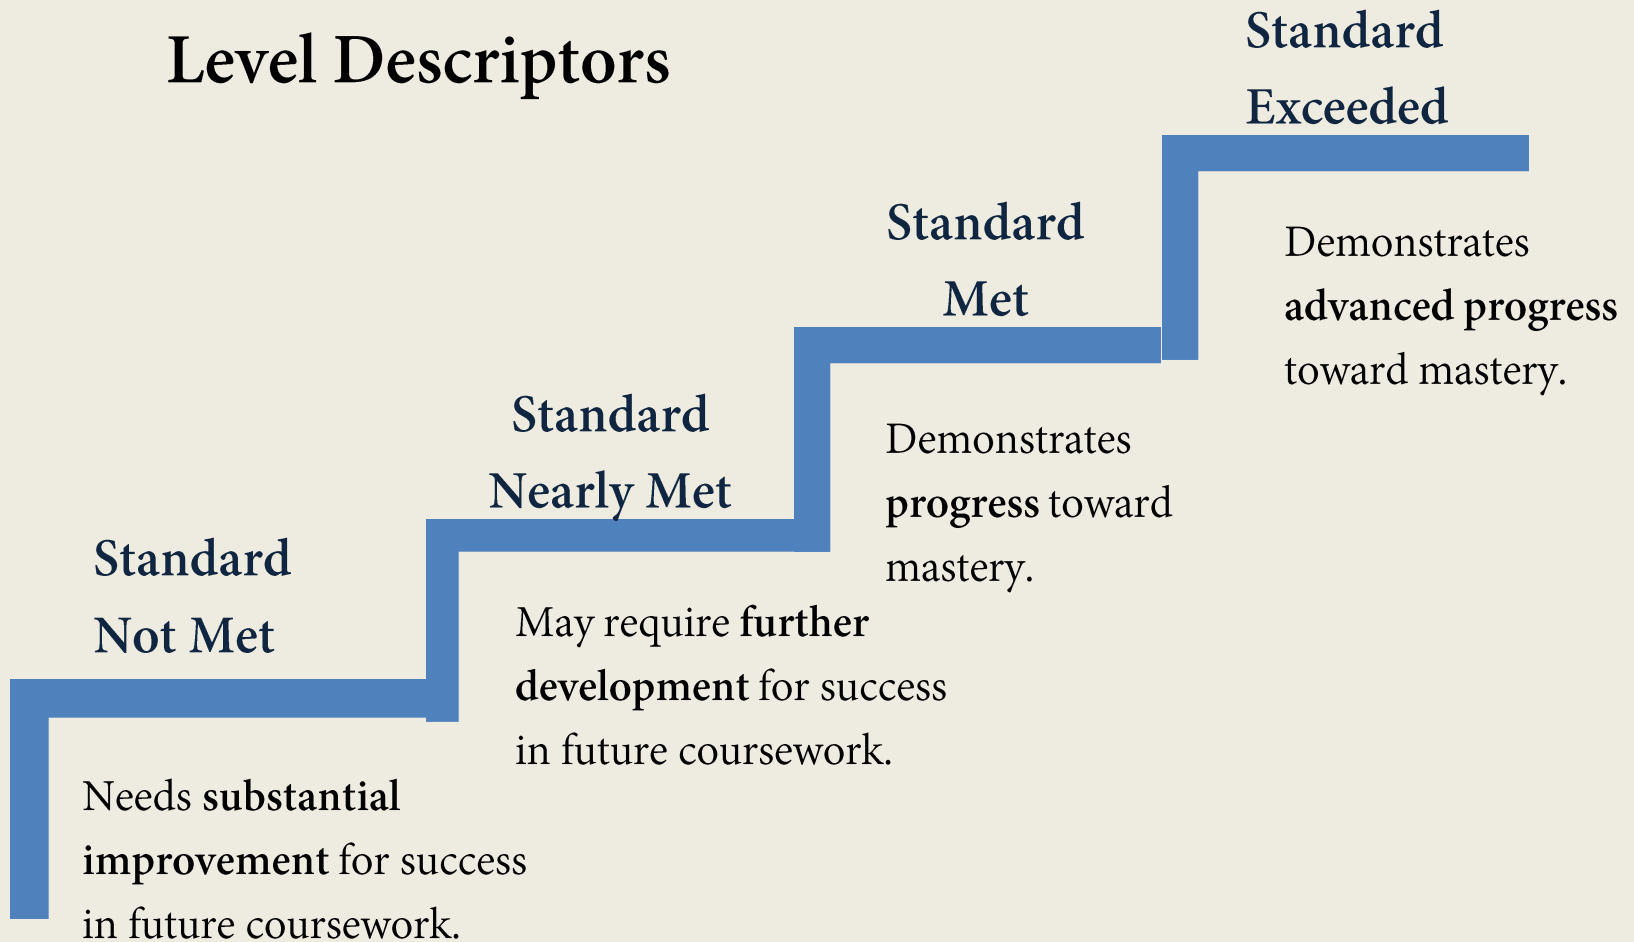 Level Descriptors
Standard
Not Met
Needs substantial
improvement for success
in future coursework.
Standard
Nearly Met
May require further
development for success
in future coursework.
Standard
Met
Demonstrates
progress toward
mastery.
Standard
Exceeded
Demonstrates
advanced progress
toward mastery.